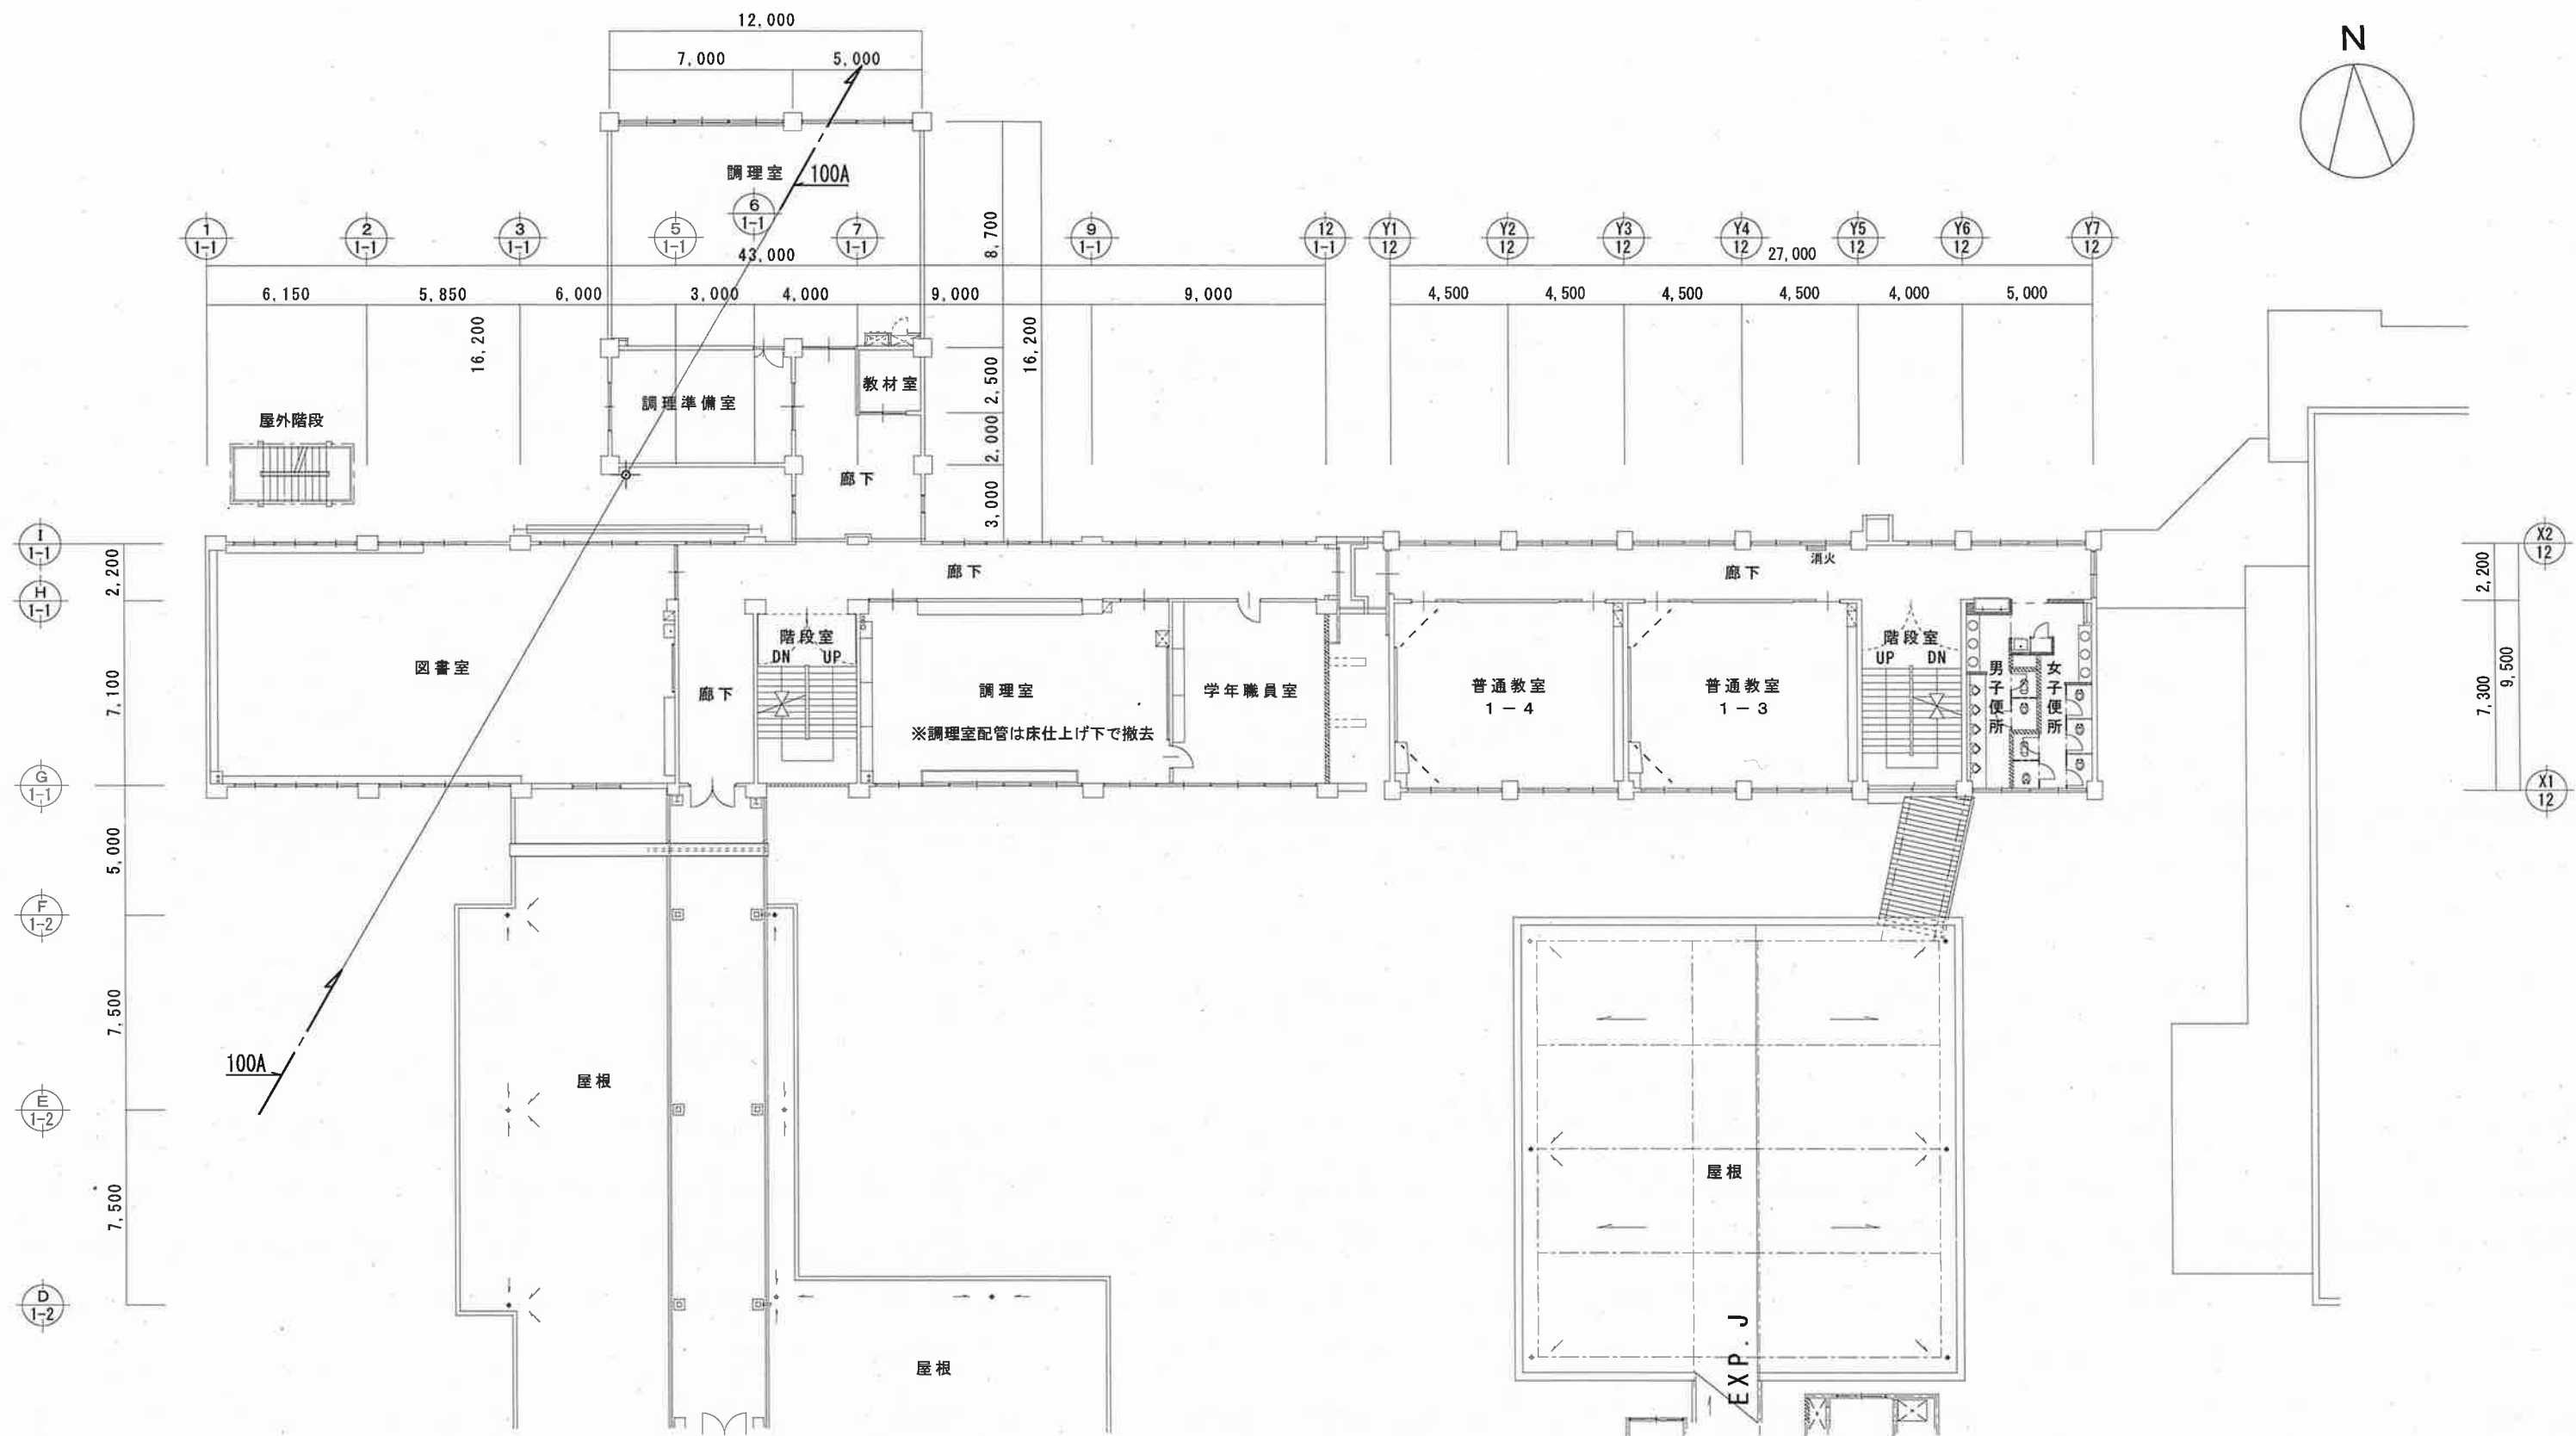 12,000
N
7,000
5,000
調理室
100A
1
1-1
2
1-1
3
1-1
5
1-1
6
1-1
7
1-1
9
1-1
12
1-1
Y1
12
Y2
12
Y3
12
Y4
12
Y5
12
Y6
12
Y7
12
43,000
27,000
8,700
6,150
5,850
6,000
3,000
4,000
9,000
9,000
4,500
4,500
4,500
4,500
4,000
5,000
16,200
16,200
2,500
教材室
調理準備室
屋外階段
2,000
廊下
3,000
I
1-1
X2
12
消火
廊下
廊下
2,200
2,200
H
1-1
階段室
DN UP
階段室
UP DN
図書室
廊下
調理室
学年職員室
普通教室
1-4
普通教室
1-3
男子便所
女子便所
7,100
7,300
9,500
※調理室配管は床仕上げ下で撤去
G
1-1
X1
12
5,000
F
1-2
7,500
100A
屋根
E
1-2
屋根
7,500
D
1-2
屋根
EXP.J